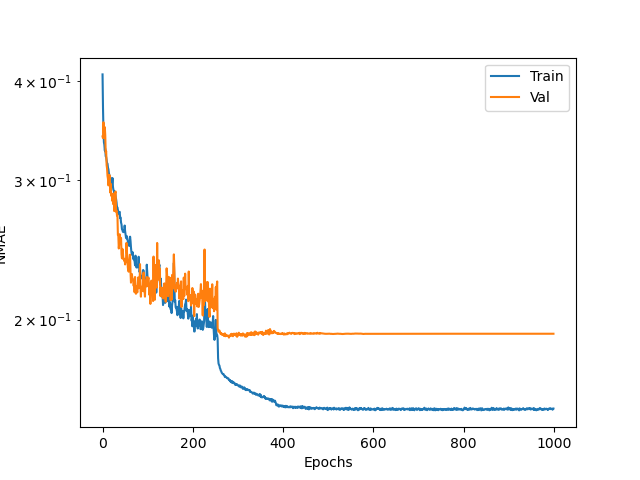 4 × 10⁻¹
3 × 10⁻¹
2 × 10⁻¹
NMAE
Train
Val
0 200 400 600 800 1000
Epochs